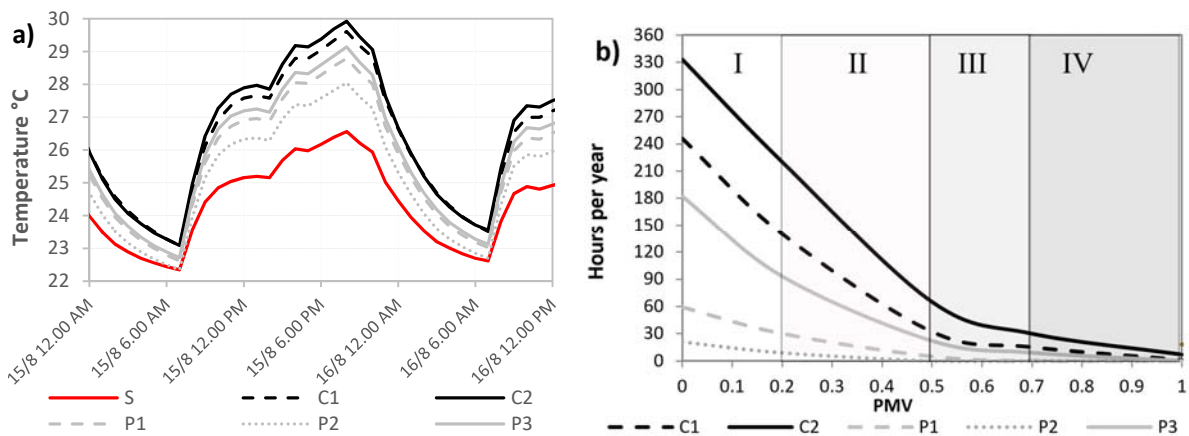 a)
Temperature °C
30
29
28
27
26
25
24
23
22
15/8 12.00 AM
15/8 6.00 AM
15/8 12.00 PM
15/8 6.00 PM
16/8 12.00 AM
16/8 6.00 AM
16/8 12.00 PM
S C1 C2
P1 P2 P3
b)
Hours per year
360
330
300
270
240
210
180
150
120
90
60
30
0
I II III IV
0 0.1 0.2 0.3 0.4 0.5 0.6 0.7 0.8 0.9 1
PMV
C1 C2 P1 P2 P3